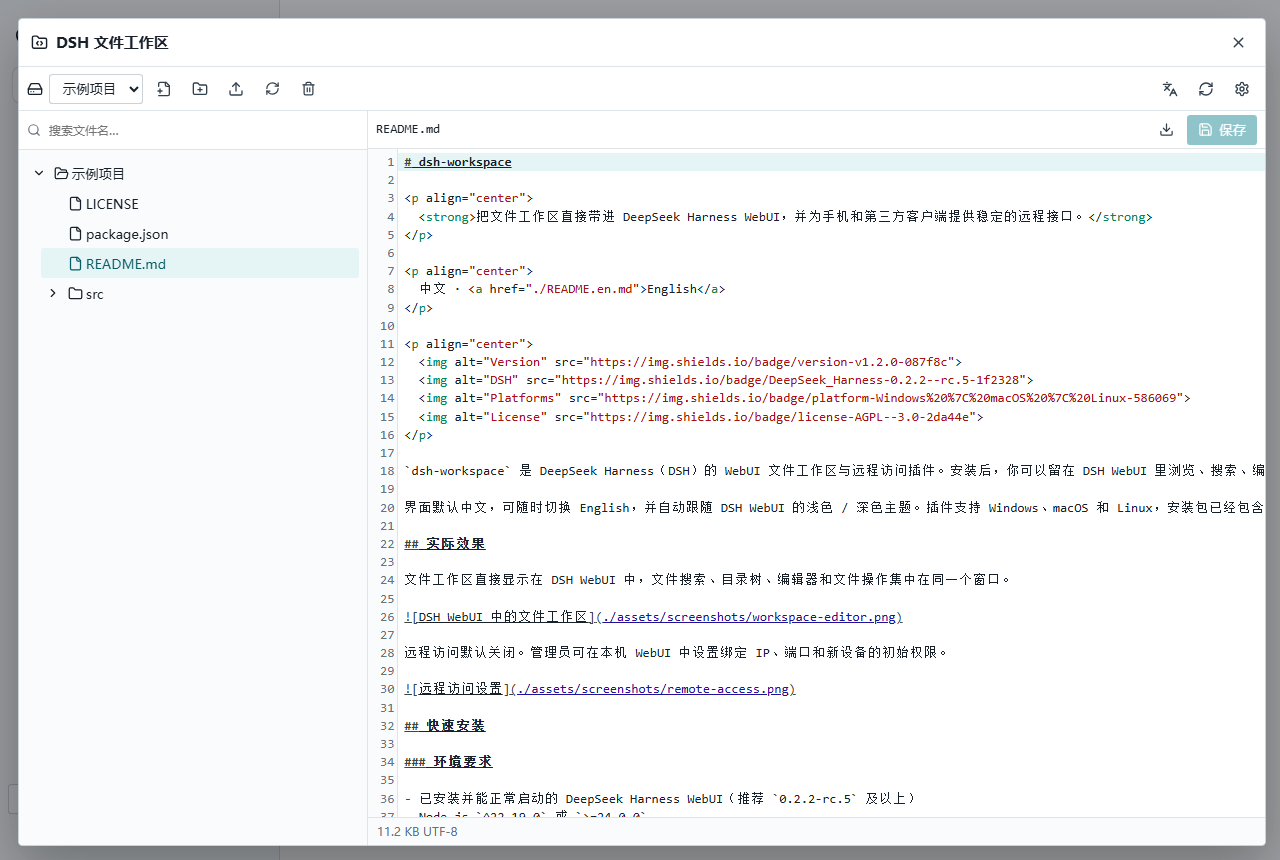 DSH 文件工作区
示例项目
搜索文件名...
示例项目
LICENSE
package.json
README.md
src
README.md
保存
1 # dsh-workspace
2
3 <p align="center">
4 <strong>把文件工作区直接带进 DeepSeek Harness WebUI，并为手机和第三方客户端提供稳定的远程接口。</strong>
5 </p>
6
7 <p align="center">
8 中文 · <a href="./README.en.md">English</a>
9 </p>
10
11 <p align="center">
12 <img alt="Version" src="https://img.shields.io/badge/version-v1.2.0-087f8c">
13 <img alt="DSH" src="https://img.shields.io/badge/DeepSeek_Harness-0.2.2--rc.5-1f2328">
14 <img alt="Platforms" src="https://img.shields.io/badge/platform-Windows%20%7C%20macOS%20%7C%20Linux-586069">
15 <img alt="License" src="https://img.shields.io/badge/license-AGPL--3.0-2da44e">
16 </p>
17
18 `dsh-workspace` 是 DeepSeek Harness（DSH）的 WebUI 文件工作区与远程访问插件。安装后，你可以留在 DSH WebUI 里浏览、搜索、编
19
20 界面默认中文，可随时切换 English，并自动跟随 DSH WebUI 的浅色 / 深色主题。插件支持 Windows、macOS 和 Linux，安装包已经包含
21
22 ## 实际效果
23
24 文件工作区直接显示在 DSH WebUI 中，文件搜索、目录树、编辑器和文件操作集中在同一个窗口。
25
26 ![DSH WebUI 中的文件工作区](./assets/screenshots/workspace-editor.png)
27
28 远程访问默认关闭。管理员可在本机 WebUI 中设置绑定 IP、端口和新设备的初始权限。
29
30 ![远程访问设置](./assets/screenshots/remote-access.png)
31
32 ## 快速安装
33
34 ### 环境要求
35
36 - 已安装并能正常启动的 DeepSeek Harness WebUI（推荐 `0.2.2-rc.5` 及以上）
37 Node.js `^22.19.0` 或 `>=24.0.0`
11.2 KB UTF-8